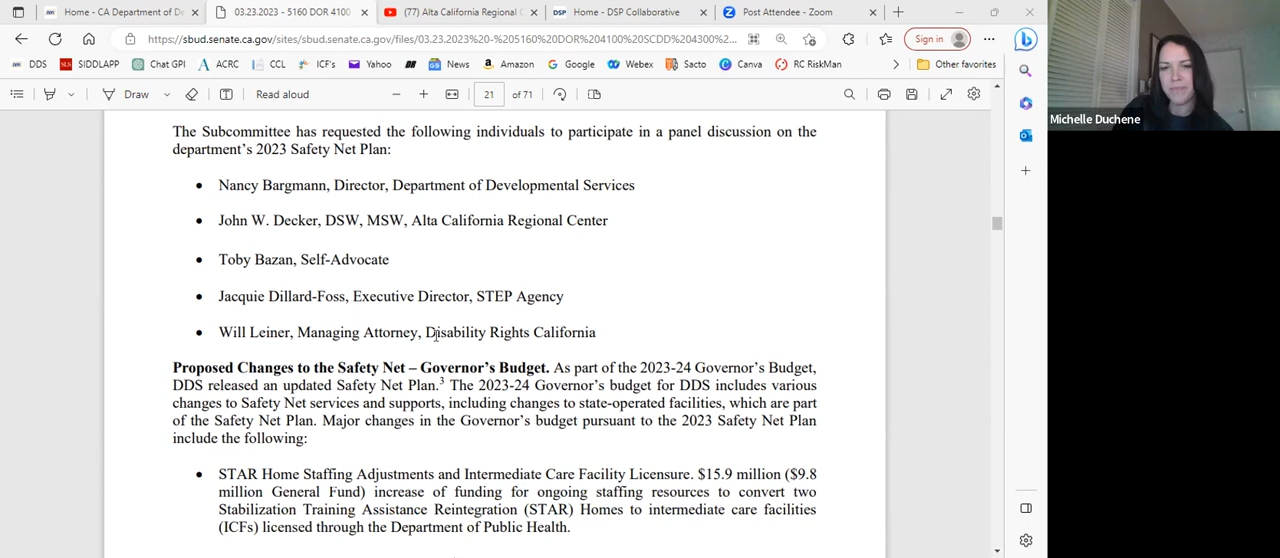 Home - CA Department of De
03.23.2023 - 5160 DOR 4100
(77) Alta California Regional C
DSP Home - DSP Collaborative
Post Attendee - Zoom
https://sbud.senate.ca.gov/sites/sbud.senate.ca.gov/files/03.23.2023%20-%205160%20DOR%204100%20SCDD%204300%2...
Sign in
DDS
SIDDLAPP
Chat GPI
ACRC
CCL
ICF's
Yahoo
News
Amazon
Google
Webex
Sacto
Canva
RC RiskMan
Other favorites
Draw
Read aloud
21 of 71
Michelle Duchene
The Subcommittee has requested the following individuals to participate in a panel discussion on the
department's 2023 Safety Net Plan:
• Nancy Bargmann, Director, Department of Developmental Services
• John W. Decker, DSW, MSW, Alta California Regional Center
• Toby Bazan, Self-Advocate
• Jacquie Dillard-Foss, Executive Director, STEP Agency
• Will Leiner, Managing Attorney, Disability Rights California
Proposed Changes to the Safety Net – Governor's Budget. As part of the 2023-24 Governor's Budget,
DDS released an updated Safety Net Plan.3 The 2023-24 Governor's budget for DDS includes various
changes to Safety Net services and supports, including changes to state-operated facilities, which are part
of the Safety Net Plan. Major changes in the Governor's budget pursuant to the 2023 Safety Net Plan
include the following:
• STAR Home Staffing Adjustments and Intermediate Care Facility Licensure. $15.9 million ($9.8
million General Fund) increase of funding for ongoing staffing resources to convert two
Stabilization Training Assistance Reintegration (STAR) Homes to intermediate care facilities
(ICFs) licensed through the Department of Public Health.